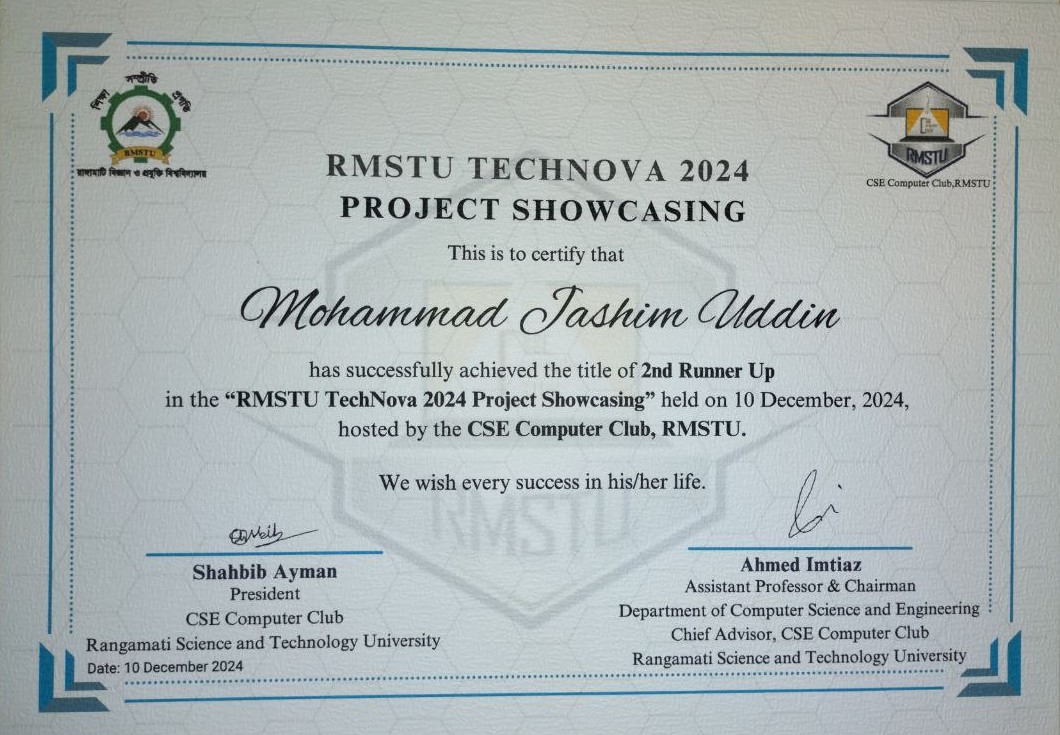 সম্প্রীতি
শিক্ষা
প্রগতি
RMSTU
রাঙ্গামাটি বিজ্ঞান ও প্রযুক্তি বিশ্ববিদ্যালয়
RMSTU
CSE Computer Club,RMSTU
RMSTU TECHNOVA 2024
PROJECT SHOWCASING
This is to certify that
Mohammad Jashim Uddin
has successfully achieved the title of 2nd Runner Up
in the “RMSTU TechNova 2024 Project Showcasing” held on 10 December, 2024,
hosted by the CSE Computer Club, RMSTU.
We wish every success in his/her life.
RMSTU
Shahbib Ayman
President
CSE Computer Club
Rangamati Science and Technology University
Date: 10 December 2024
Ahmed Imtiaz
Assistant Professor & Chairman
Department of Computer Science and Engineering
Chief Advisor, CSE Computer Club
Rangamati Science and Technology University